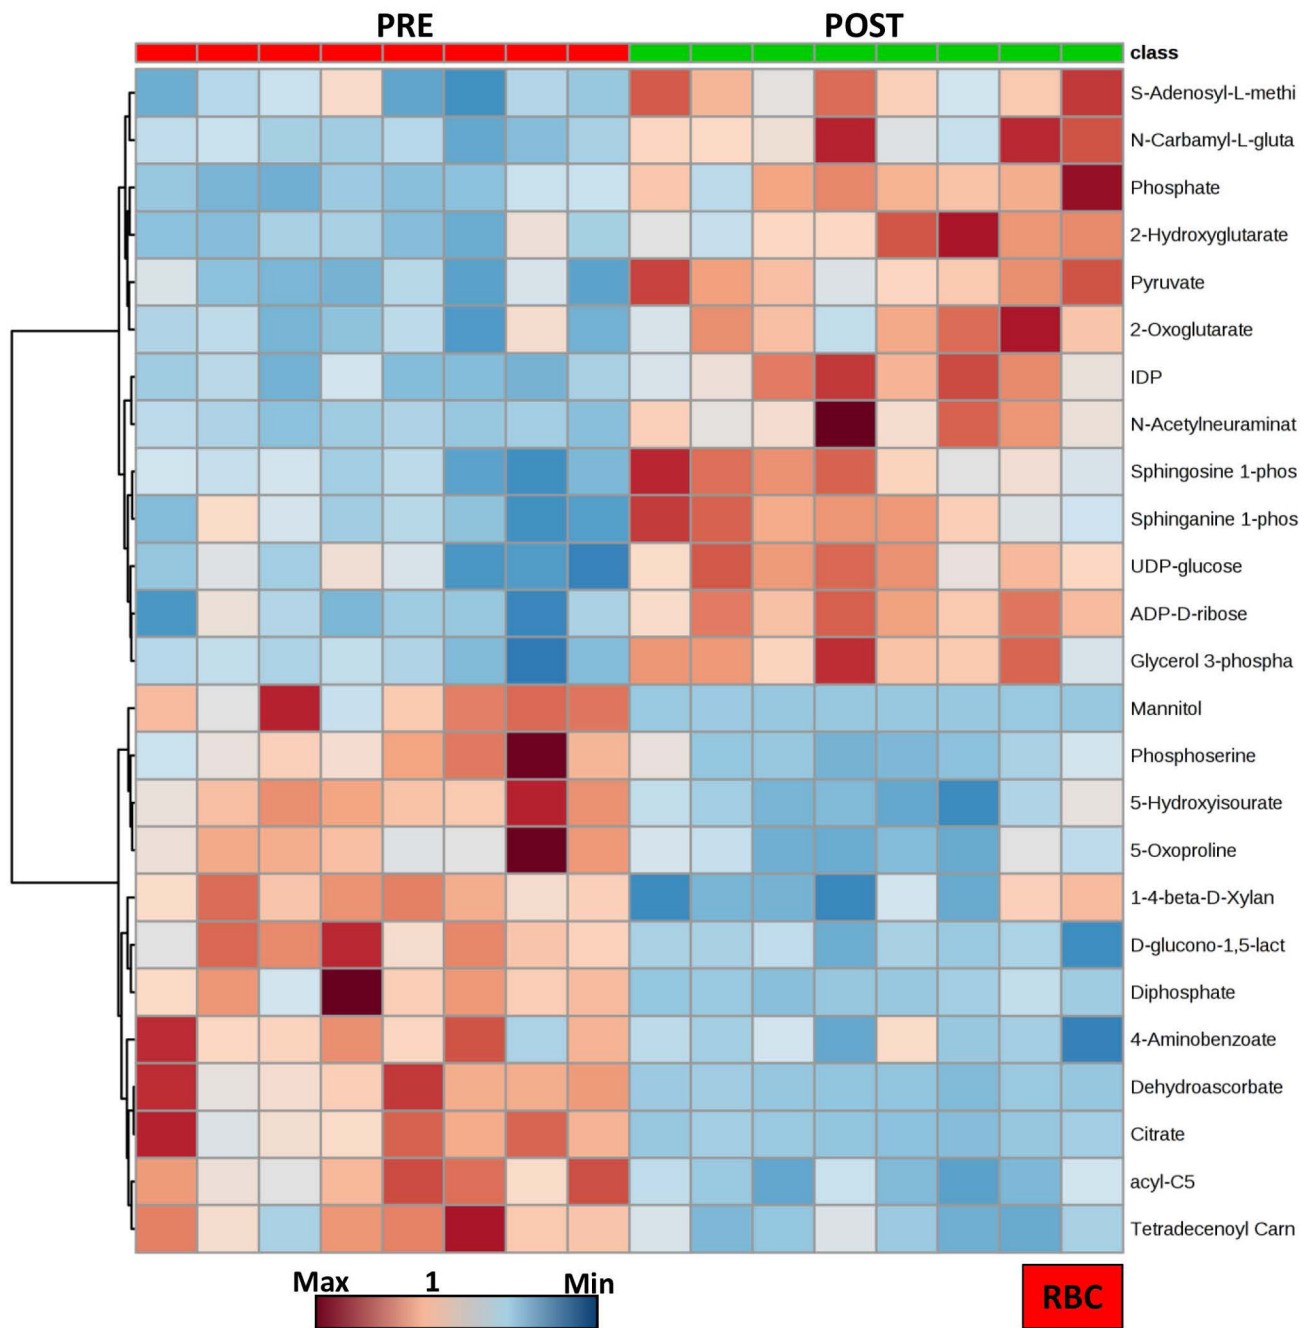 PRE POST
class
S-Adenosyl-L-methi
N-Carbamyl-L-gluta
Phosphate
2-Hydroxyglutarate
Pyruvate
2-Oxoglutarate
IDP
N-Acetylneuraminat
Sphingosine 1-phos
Sphinganine 1-phos
UDP-glucose
ADP-D-ribose
Glycerol 3-phospha
Mannitol
Phosphoserine
5-Hydroxyisourate
5-Oxoproline
1-4-beta-D-Xylan
D-glucono-1,5-lact
Diphosphate
4-Aminobenzoate
Dehydroascorbate
Citrate
acyl-C5
Tetradecenoyl Carn
Max 1 Min
RBC